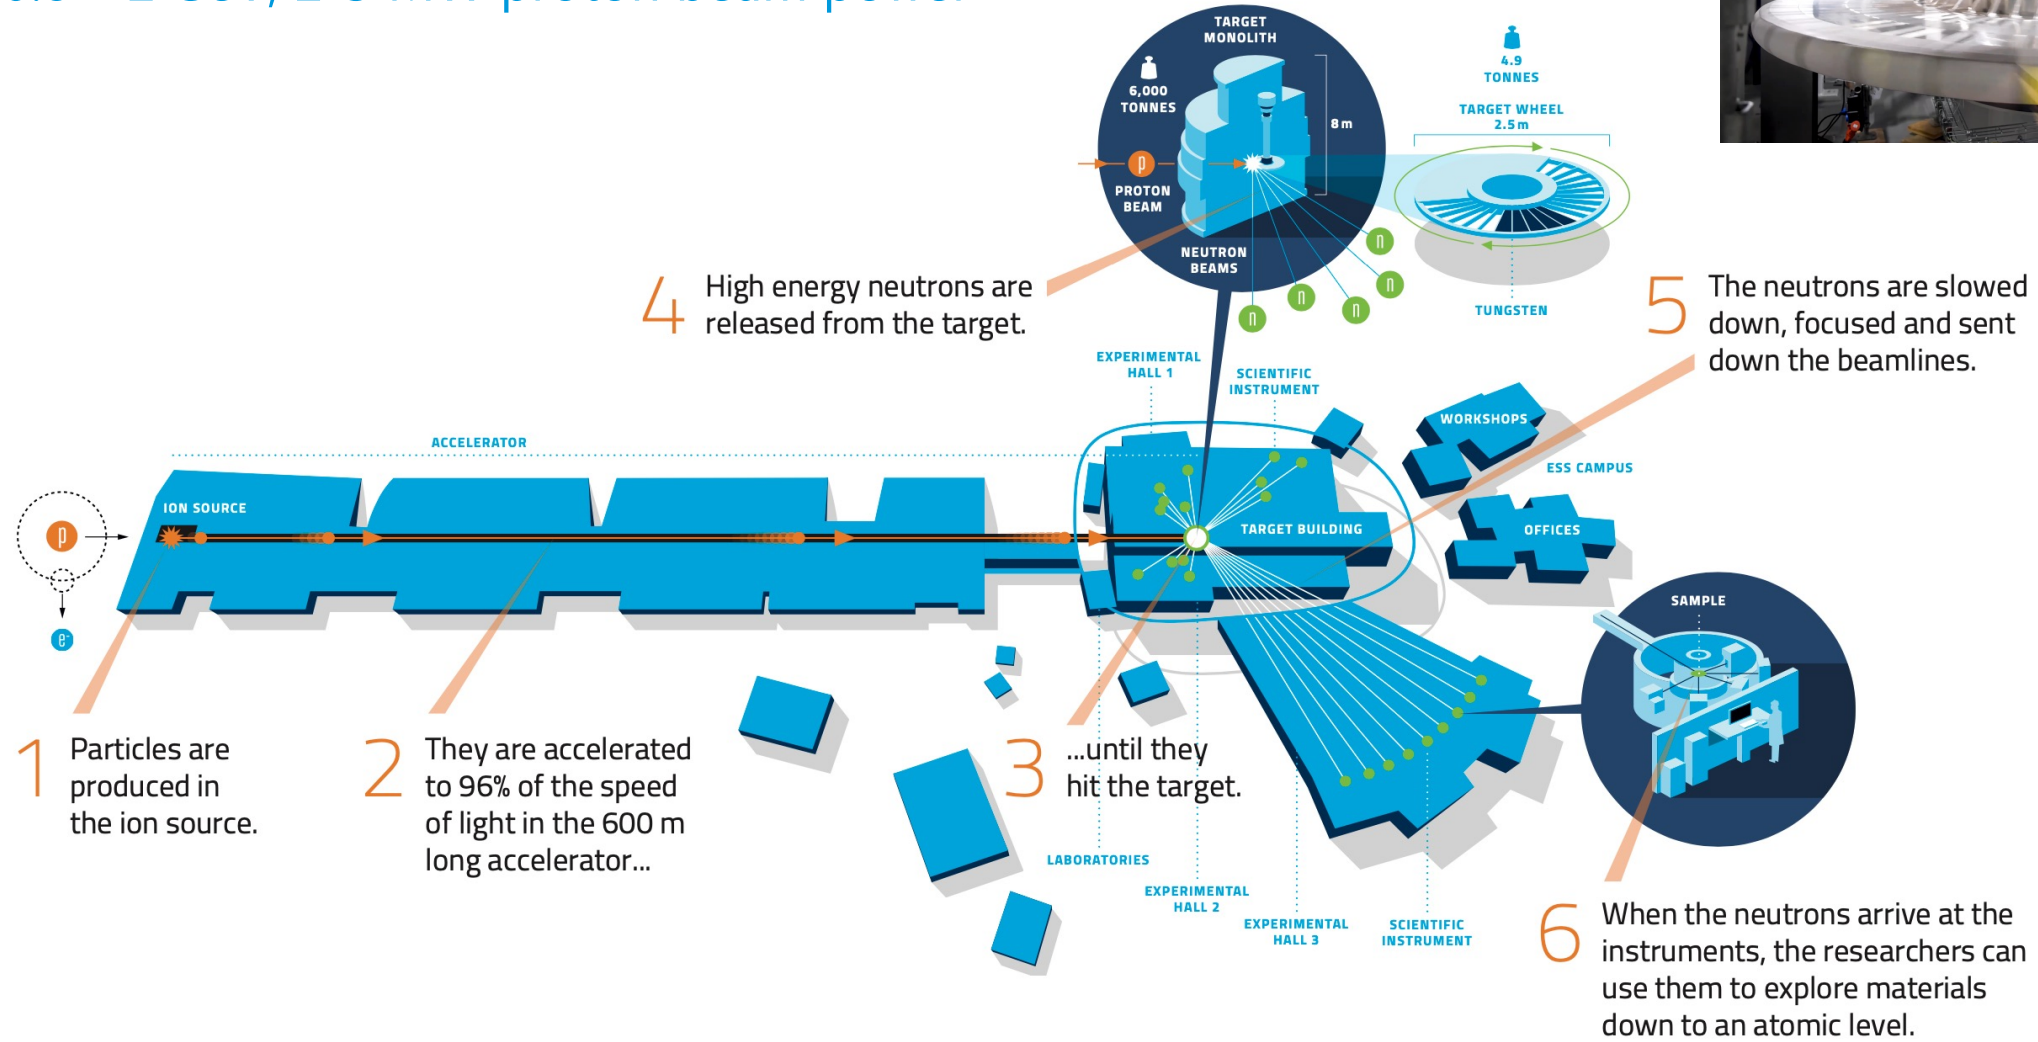 TARGET
MONOLITH
6,000
TONNES
8 m
p
PROTON
BEAM
NEUTRON
BEAMS
n
n
n
n
n
4.9
TONNES
TARGET WHEEL
2.5 m
TUNGSTEN
4
High energy neutrons are
released from the target.
5
The neutrons are slowed
down, focused and sent
down the beamlines.
EXPERIMENTAL
HALL 1
SCIENTIFIC
INSTRUMENT
ACCELERATOR
WORKSHOPS
ESS CAMPUS
ION SOURCE
p
TARGET BUILDING
OFFICES
e-
SAMPLE
1
Particles are
produced in
the ion source.
2
They are accelerated
to 96% of the speed
of light in the 600 m
long accelerator...
3
...until they
hit the target.
LABORATORIES
EXPERIMENTAL
HALL 2
EXPERIMENTAL
HALL 3
SCIENTIFIC
INSTRUMENT
6
When the neutrons arrive at the
instruments, the researchers can
use them to explore materials
down to an atomic level.